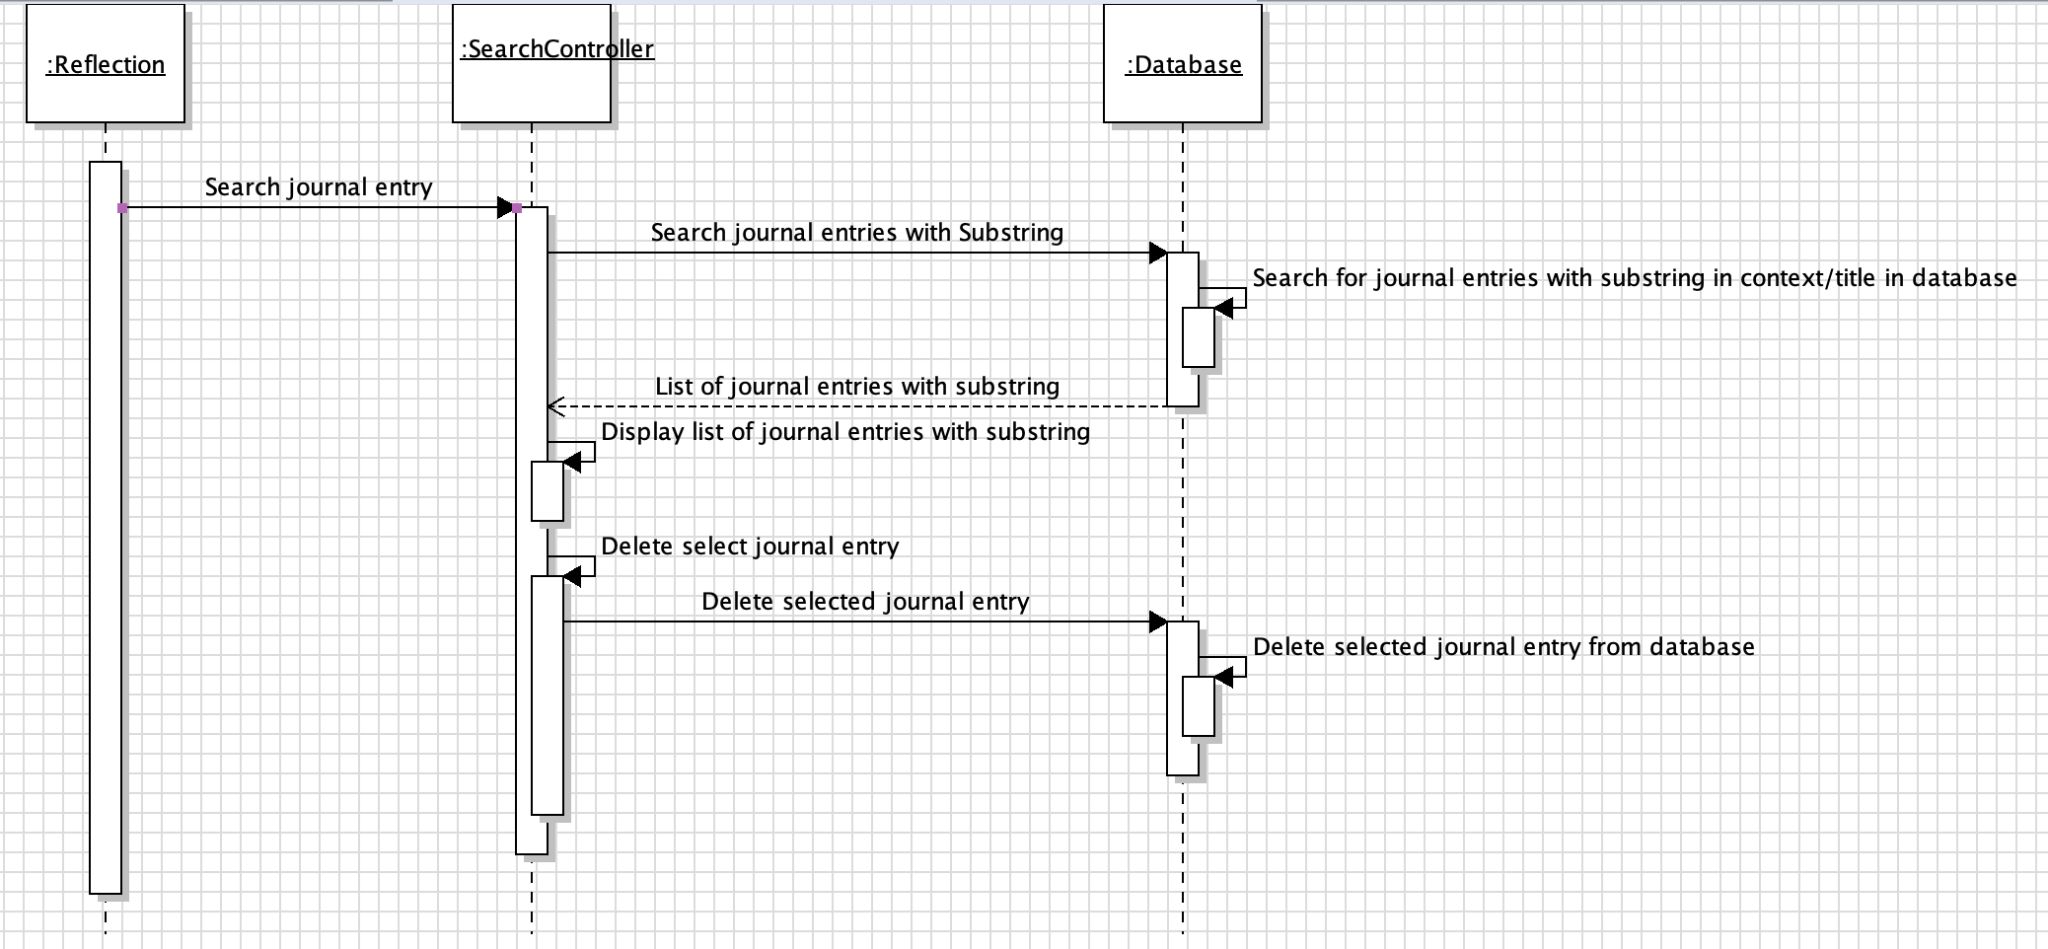 :Reflection
:SearchController
:Database
Search journal entry
Search journal entries with Substring
Search for journal entries with substring in context/title in database
List of journal entries with substring
Display list of journal entries with substring
Delete select journal entry
Delete selected journal entry
Delete selected journal entry from database